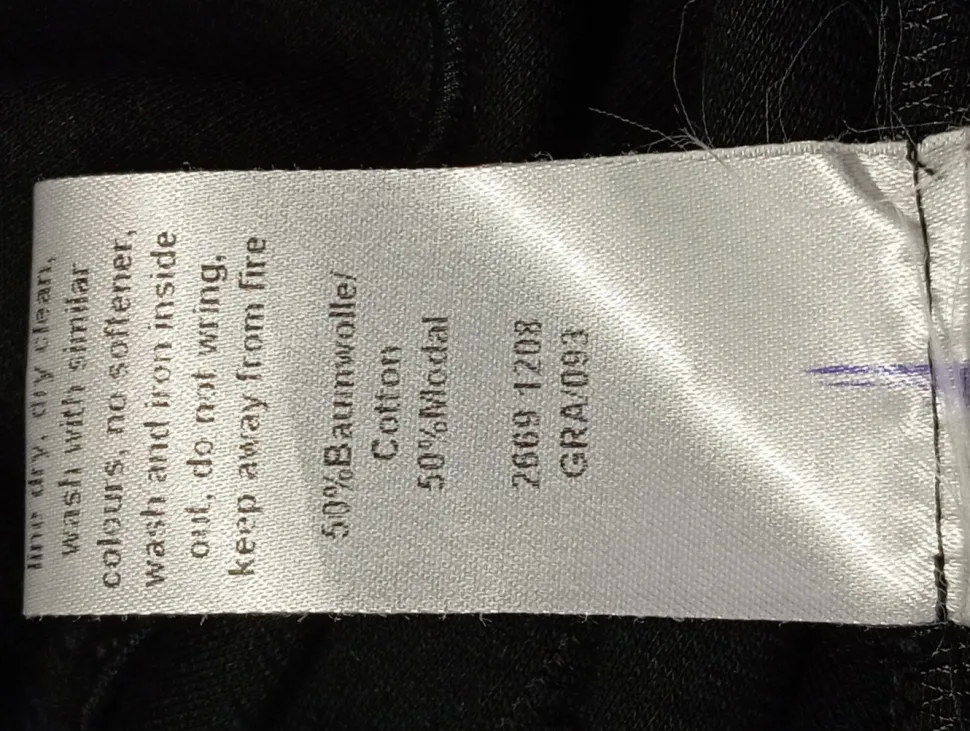 line dry, dry clean,
wash with similar
colours, no softener,
wash and iron inside
out, do not wring,
keep away from fire
50%Baumwolle/
Cotton
50%Modal
2669 1208
GRA/093